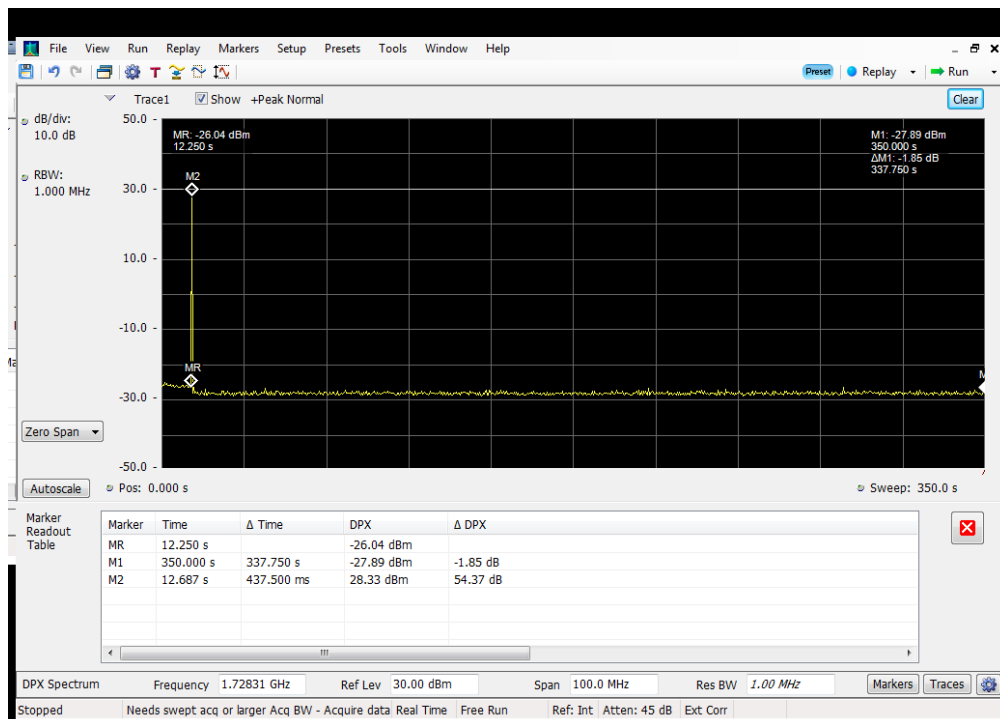 File View Run Replay Markers Setup Presets Tools Window Help
T Preset Replay Run
Trace1 Show +Peak Normal Clear
dB/div:
10.0 dB
RBW:
1.000 MHz
50.0 -
30.0 -
10.0 -
-10.0 -
-30.0 -
-50.0 -
MR: -26.04 dBm
12.250 s
M1: -27.89 dBm
350.000 s
ΔM1: -1.85 dB
337.750 s
M2
MR
M
Zero Span
Autoscale Pos: 0.000 s Sweep: 350.0 s
Marker
Readout
Table
Marker Time Δ Time DPX Δ DPX
MR 12.250 s -26.04 dBm
M1 350.000 s 337.750 s -27.89 dBm -1.85 dB
M2 12.687 s 437.500 ms 28.33 dBm 54.37 dB
DPX Spectrum Frequency 1.72831 GHz Ref Lev 30.00 dBm Span 100.0 MHz Res BW 1.00 MHz Markers Traces
Stopped Needs swept acq or larger Acq BW - Acquire data Real Time Free Run Ref: Int Atten: 45 dB Ext Corr